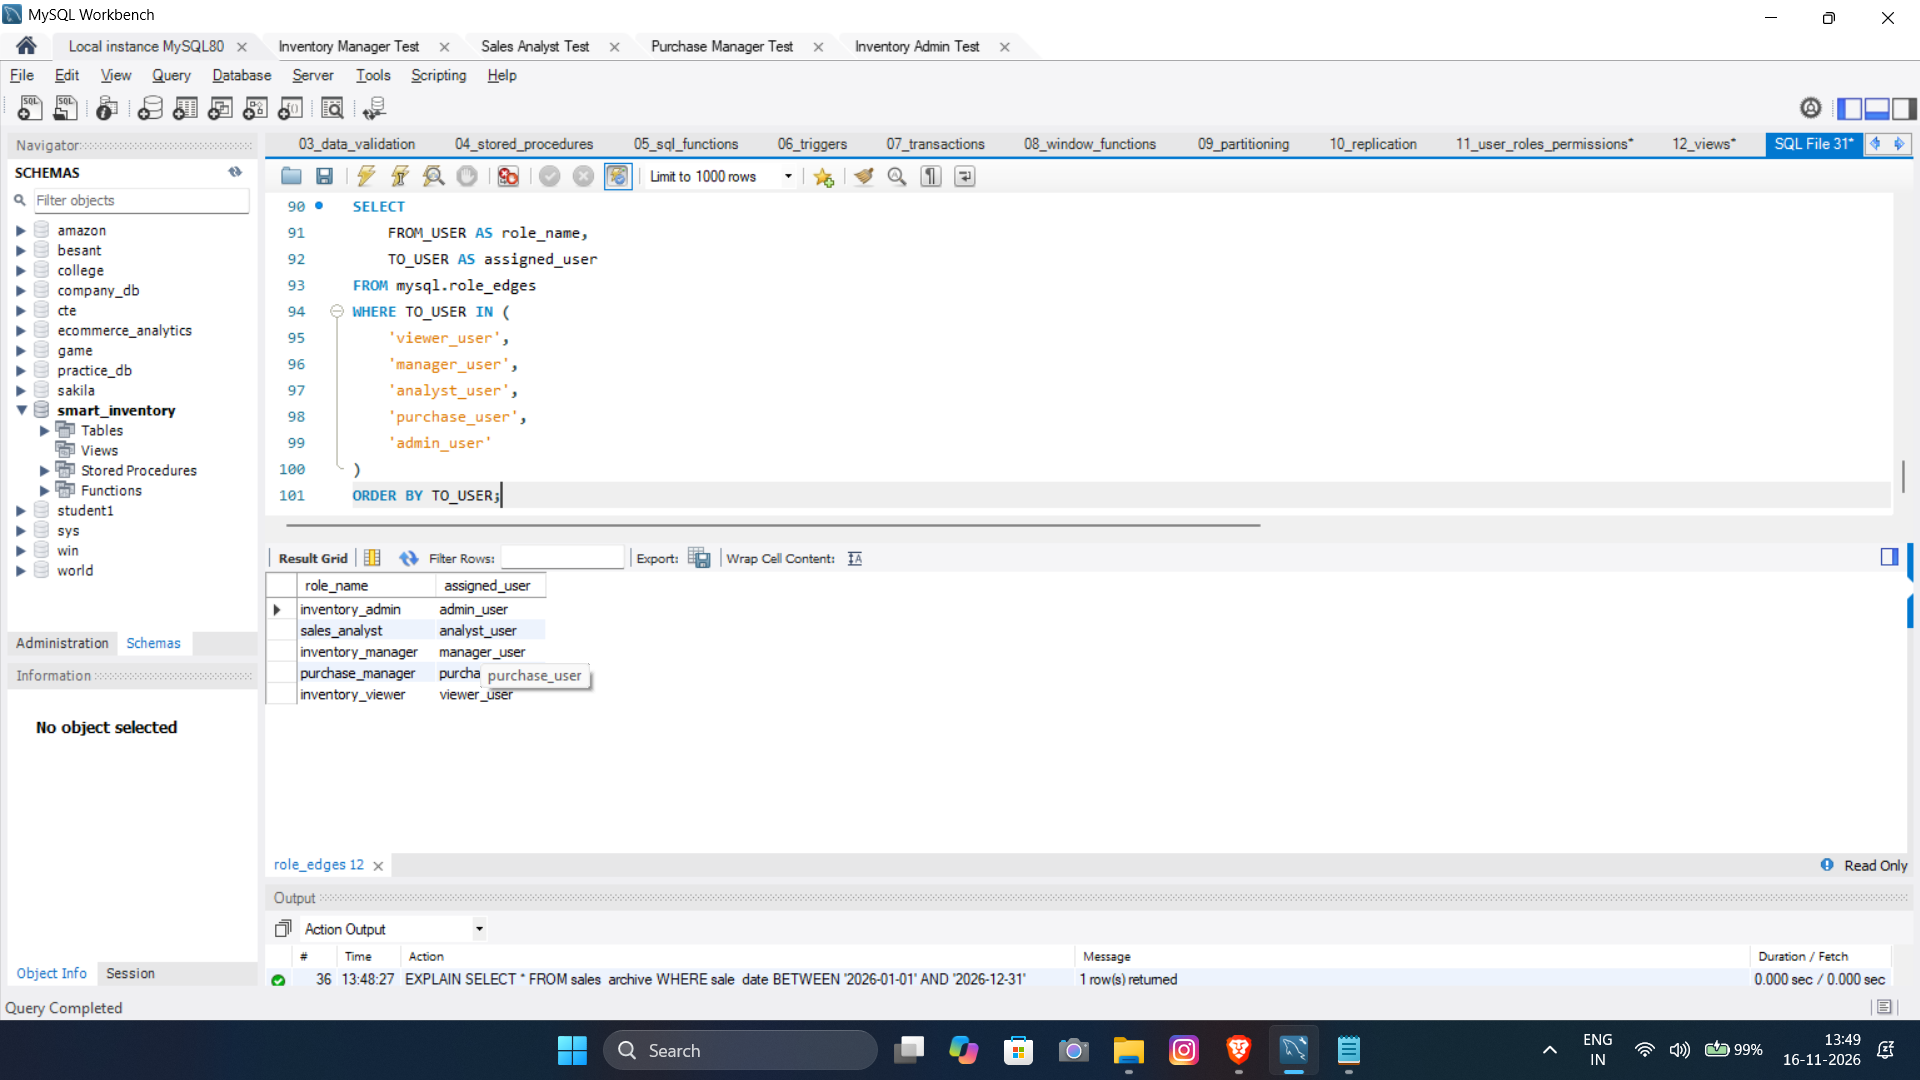 MySQL Workbench
Local instance MySQL80
Inventory Manager Test
Sales Analyst Test
Purchase Manager Test
Inventory Admin Test
File Edit View Query Database Server Tools Scripting Help
Navigator
SCHEMAS
Filter objects
amazon
besant
college
company_db
cte
ecommerce_analytics
game
practice_db
sakila
smart_inventory
Tables
Views
Stored Procedures
Functions
student1
sys
win
world
Administration Schemas
Information
No object selected
Object Info Session
03_data_validation 04_stored_procedures 05_sql_functions 06_triggers 07_transactions 08_window_functions 09_partitioning 10_replication 11_user_roles_permissions* 12_views* SQL File 31*
Limit to 1000 rows
90 SELECT
91 FROM_USER AS role_name,
92 TO_USER AS assigned_user
93 FROM mysql.role_edges
94 WHERE TO_USER IN (
95 'viewer_user',
96 'manager_user',
97 'analyst_user',
98 'purchase_user',
99 'admin_user'
100 )
101 ORDER BY TO_USER;
Result Grid Filter Rows: Export: Wrap Cell Content:
role_name assigned_user
inventory_admin admin_user
sales_analyst analyst_user
inventory_manager manager_user
purchase_manager purcha
purchase_user
inventory_viewer viewer_user
role_edges 12
Read Only
Output
Action Output
# Time Action Message Duration / Fetch
36 13:48:27 EXPLAIN SELECT * FROM sales_archive WHERE sale_date BETWEEN '2026-01-01' AND '2026-12-31' 1 row(s) returned 0.000 sec / 0.000 sec
Query Completed
Search
ENG
IN
99%
13:49
16-11-2026